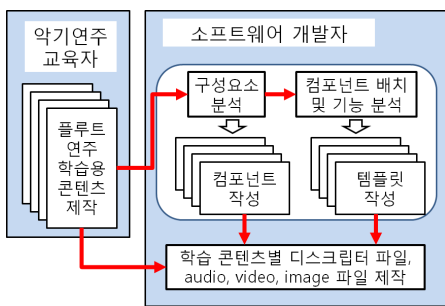 악기연주
교육자
플루트
연주
학습용
콘텐츠
제작
소프트웨어 개발자
구성요소
분석
컴포넌트 배치
및 기능 분석
컴포넌트
작성
템플릿
작성
학습 콘텐츠별 디스크립터 파일,
audio, video, image 파일 제작